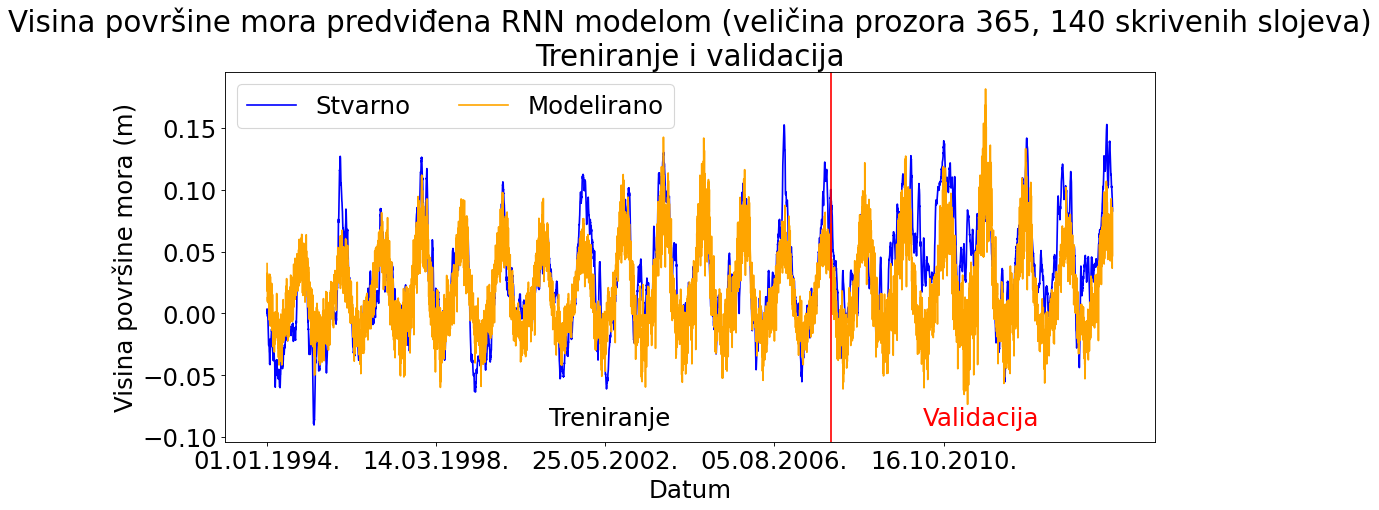 Visina površine mora predviđena RNN modelom (veličina prozora 365, 140 skrivenih slojeva)
Treniranje i validacija
Stvarno Modelirano
Visina površine mora (m)
0.15
0.10
0.05
0.00
−0.05
−0.10
Treniranje Validacija
01.01.1994. 14.03.1998. 25.05.2002. 05.08.2006. 16.10.2010.
Datum